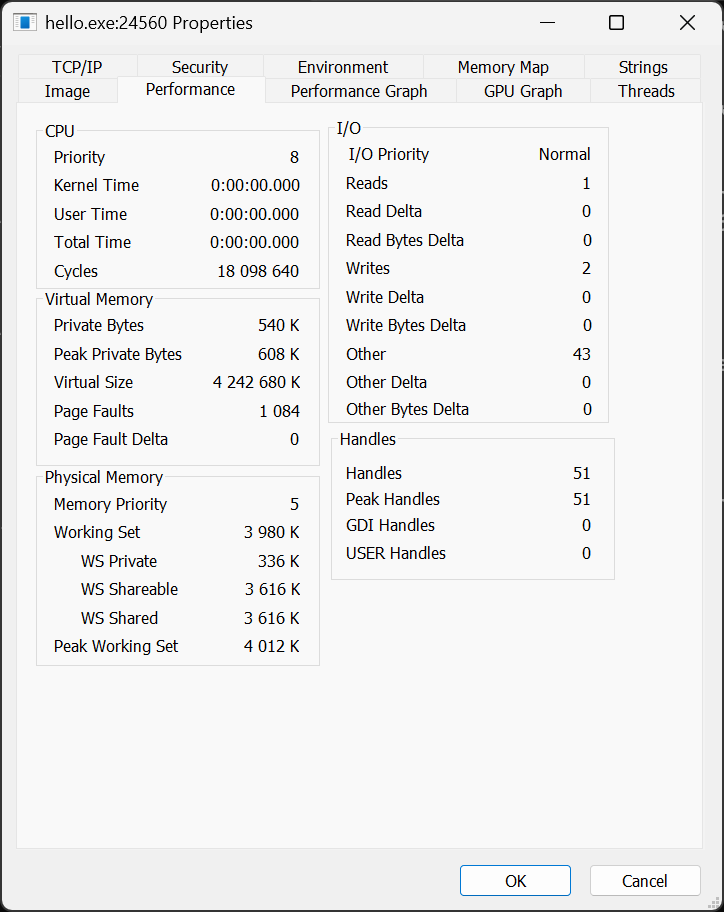 hello.exe:24560 Properties
TCP/IP Security Environment Memory Map Strings
Image Performance Performance Graph GPU Graph Threads
CPU
Priority 8
Kernel Time 0:00:00.000
User Time 0:00:00.000
Total Time 0:00:00.000
Cycles 18 098 640
Virtual Memory
Private Bytes 540 K
Peak Private Bytes 608 K
Virtual Size 4 242 680 K
Page Faults 1 084
Page Fault Delta 0
Physical Memory
Memory Priority 5
Working Set 3 980 K
WS Private 336 K
WS Shareable 3 616 K
WS Shared 3 616 K
Peak Working Set 4 012 K
I/O
I/O Priority Normal
Reads 1
Read Delta 0
Read Bytes Delta 0
Writes 2
Write Delta 0
Write Bytes Delta 0
Other 43
Other Delta 0
Other Bytes Delta 0
Handles
Handles 51
Peak Handles 51
GDI Handles 0
USER Handles 0
OK Cancel